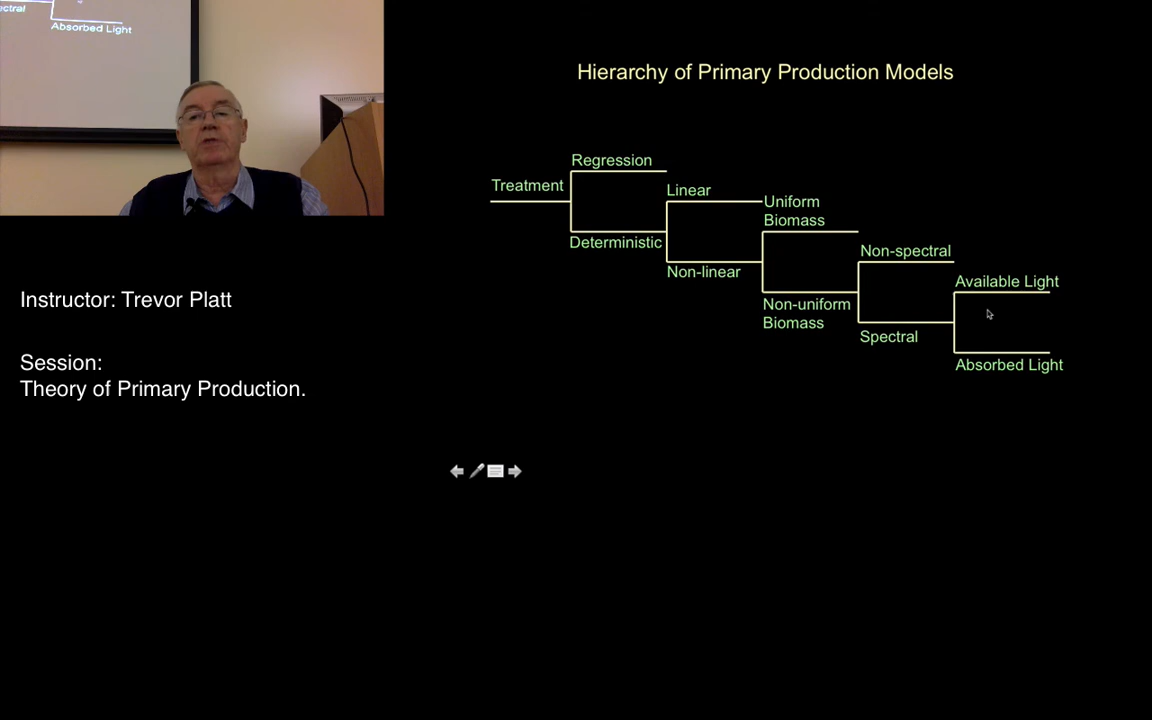 ectral
Absorbed Light
Hierarchy of Primary Production Models
Regression
Treatment
Linear
Uniform
Biomass
Deterministic
Non-linear
Non-spectral
Available Light
Non-uniform
Biomass
Spectral
Absorbed Light
Instructor: Trevor Platt
Session:
Theory of Primary Production.